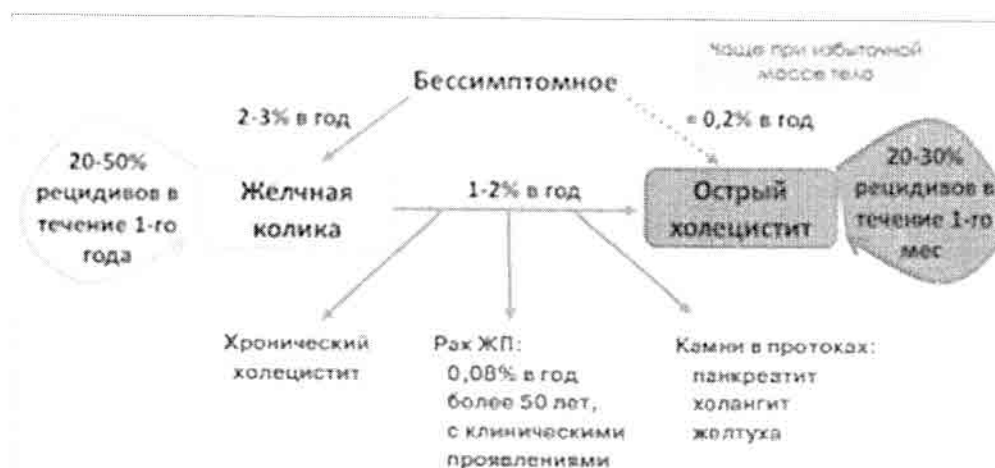 Чаще при избыточной
массе тела
Бессимптомное
2-3% в год
≈ 0,2% в год
20-50%
рецидивов в
течение 1-го
года
Желчная
колика
1-2% в год
Острый
холецистит
20-30%
рецидивов в
течение 1-го
мес
Хронический
холецистит
Рак ЖП:
0,08% в год
более 50 лет,
с клиническими
проявлениями
Камни в протоках:
панкреатит
холангит
желтуха